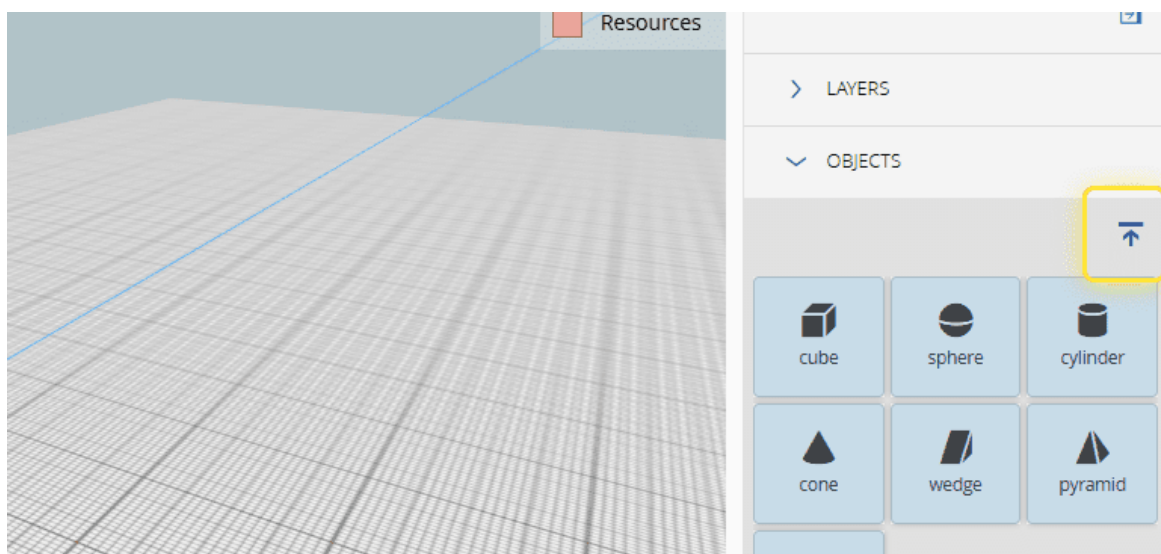 Resources
LAYERS
OBJECTS
cube
sphere
cylinder
cone
wedge
pyramid